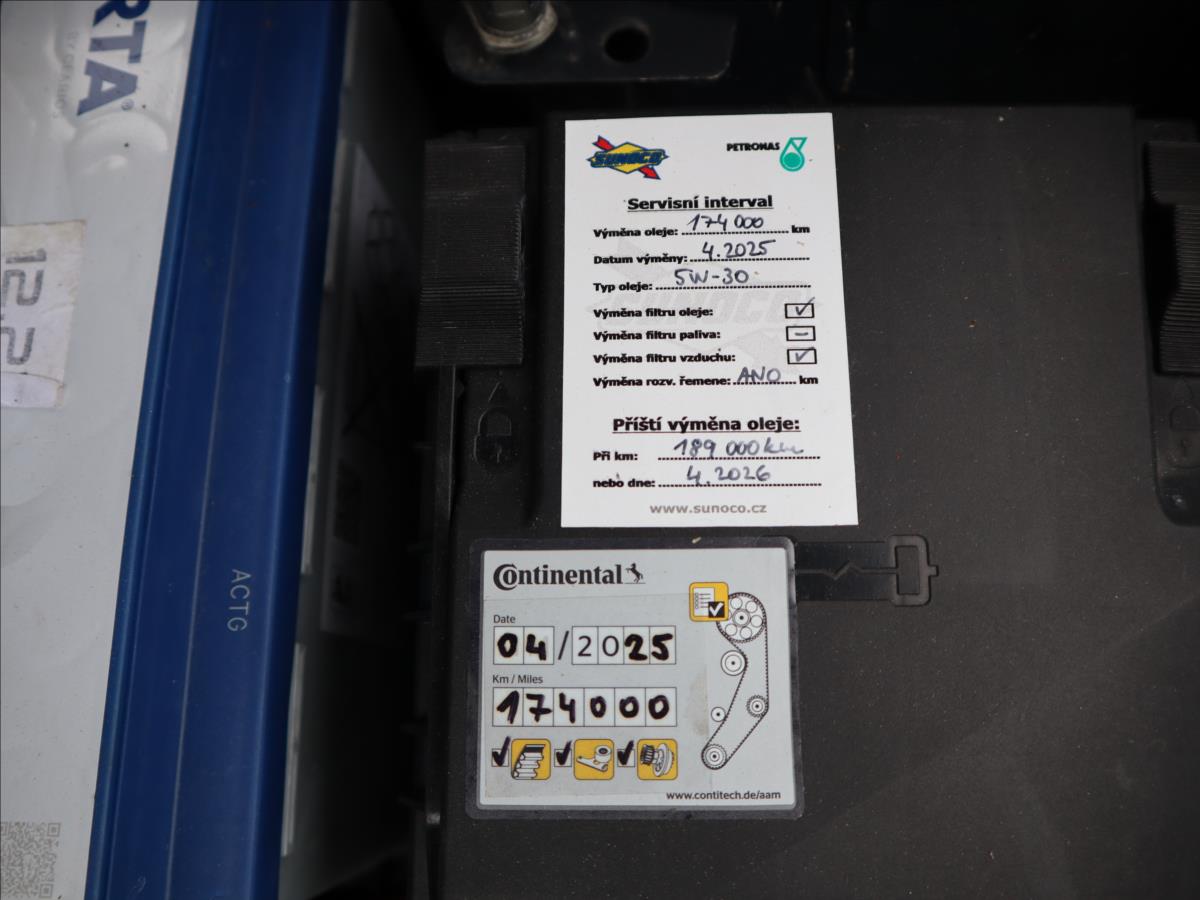 RTA®
12.2
ACTG
SUNOCO
PETRONAS
Servisní interval
Výměna oleje: 174 000 km
Datum výměny: 4.2025
Typ oleje: 5W-30
Výměna filtru oleje: ✓
Výměna filtru paliva: -
Výměna filtru vzduchu: ✓
Výměna rozv. řemene: ANO km
Příští výměna oleje:
Při km: 189 000 km
nebo dne: 4.2026
www.sunoco.cz
Continental
Date
04/2025
Km / Miles
174000
www.contitech.de/aam